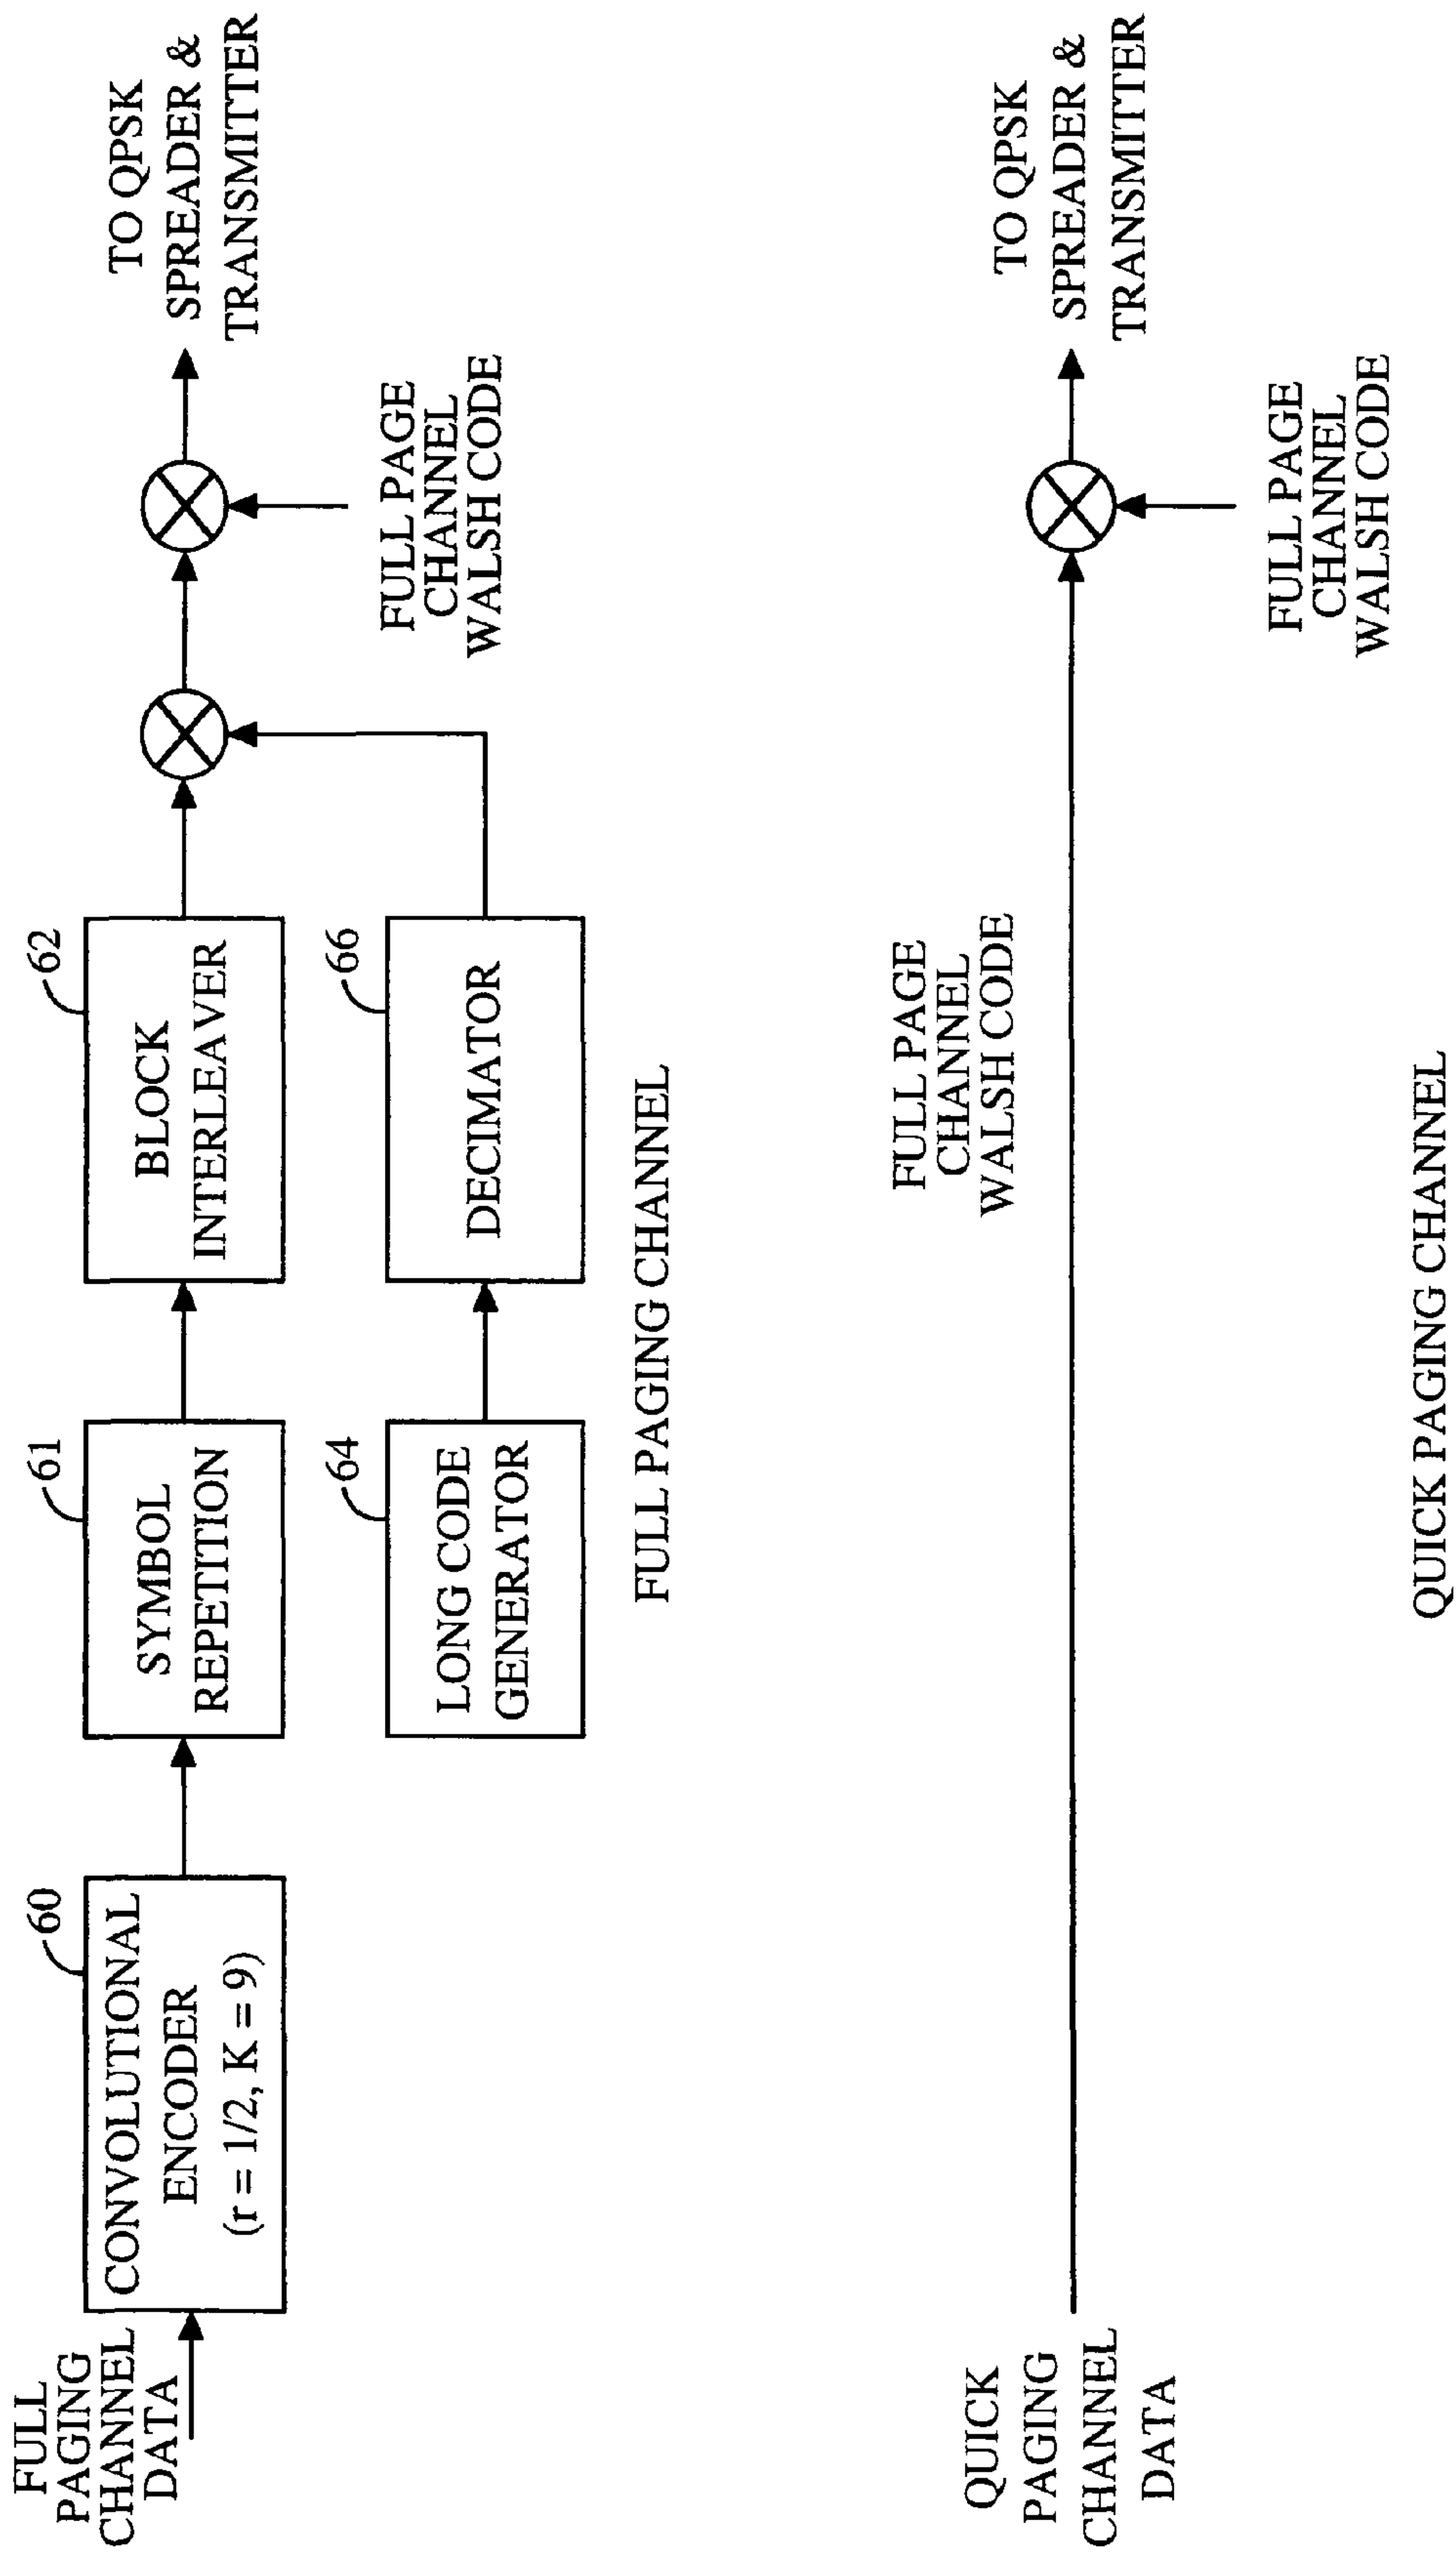 FULL
PAGING
CHANNEL
DATA
60
CONVOLUTIONAL
ENCODER
(r = 1/2, K = 9)
61
SYMBOL
REPETITION
62
BLOCK
INTERLEAVER
TO QPSK
SPREADER &
TRANSMITTER
64
LONG CODE
GENERATOR
66
DECIMATOR
FULL PAGE
CHANNEL
WALSH CODE
FULL PAGING CHANNEL
QUICK
PAGING
CHANNEL
DATA
FULL PAGE
CHANNEL
WALSH CODE
TO QPSK
SPREADER &
TRANSMITTER
FULL PAGE
CHANNEL
WALSH CODE
QUICK PAGING CHANNEL